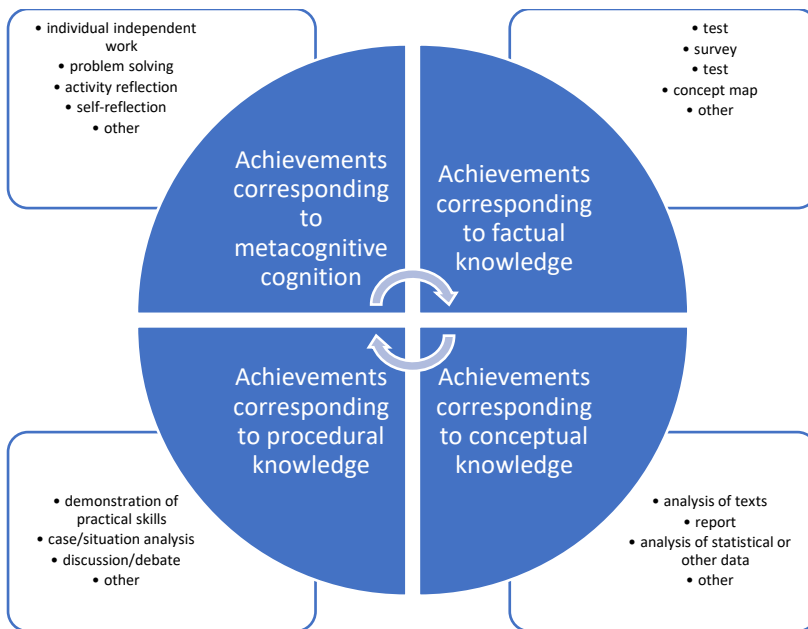 • individual independent
work
• problem solving
• activity reflection
• self-reflection
• other
• test
• survey
• test
• concept map
• other
Achievements
corresponding
to
metacognitive
cognition
Achievements
corresponding
to factual
knowledge
Achievements
corresponding
to procedural
knowledge
Achievements
corresponding
to conceptual
knowledge
• demonstration of
practical skills
• case/situation analysis
• discussion/debate
• other
• analysis of texts
• report
• analysis of statistical or
other data
• other